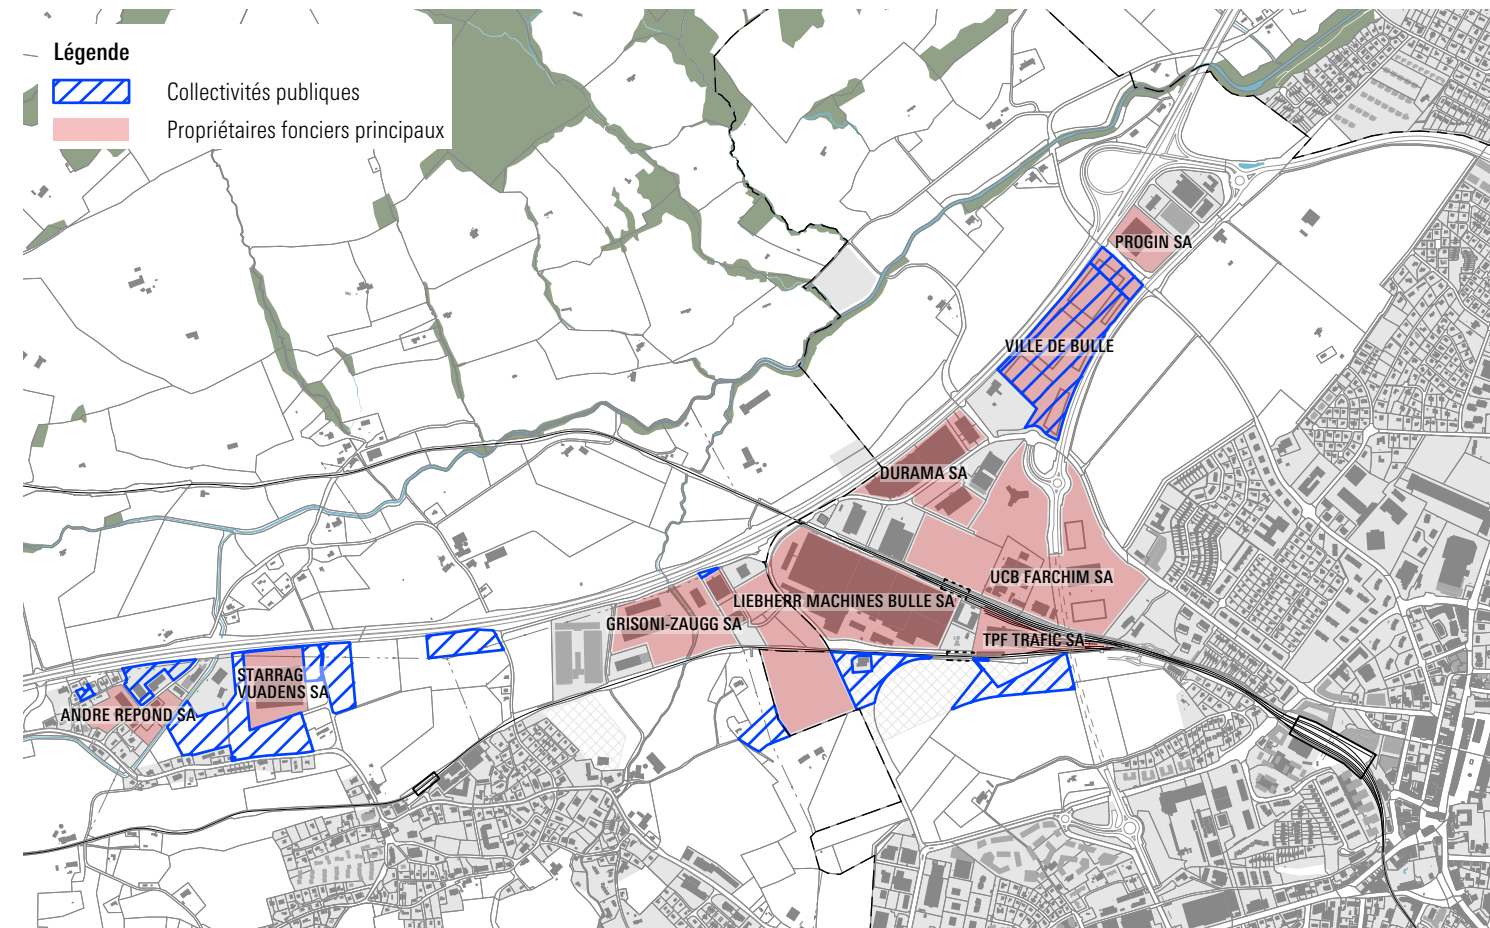 Légende
Collectivités publiques
Propriétaires fonciers principaux
PROGIN SA
VILLE DE BULLE
DURAMA SA
UCB FARCHIM SA
LIEBHERR MACHINES BULLE SA
GRISONI-ZAUGG SA
TPF TRAFIC SA
STARRAG
VUADENS SA
ANDRE REPOND SA